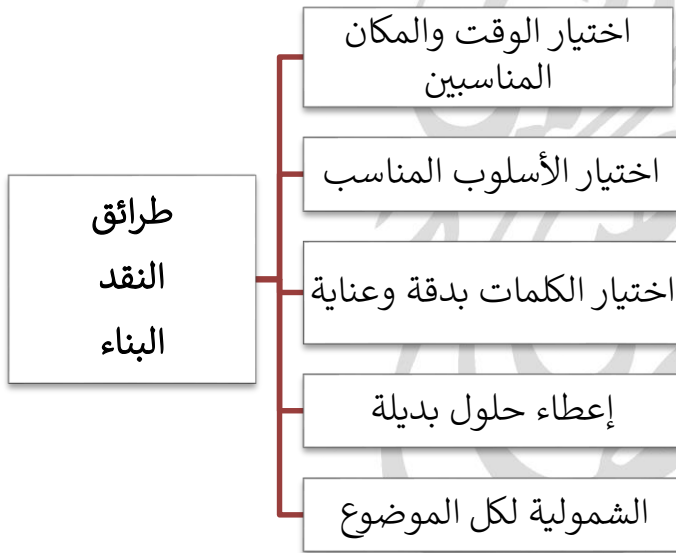 طرائق
النقد
البناء
اختيار الوقت والمكان
المناسبين
اختيار الأسلوب المناسب
اختيار الكلمات بدقة وعناية
إعطاء حلول بديلة
الشمولية لكل الموضوع